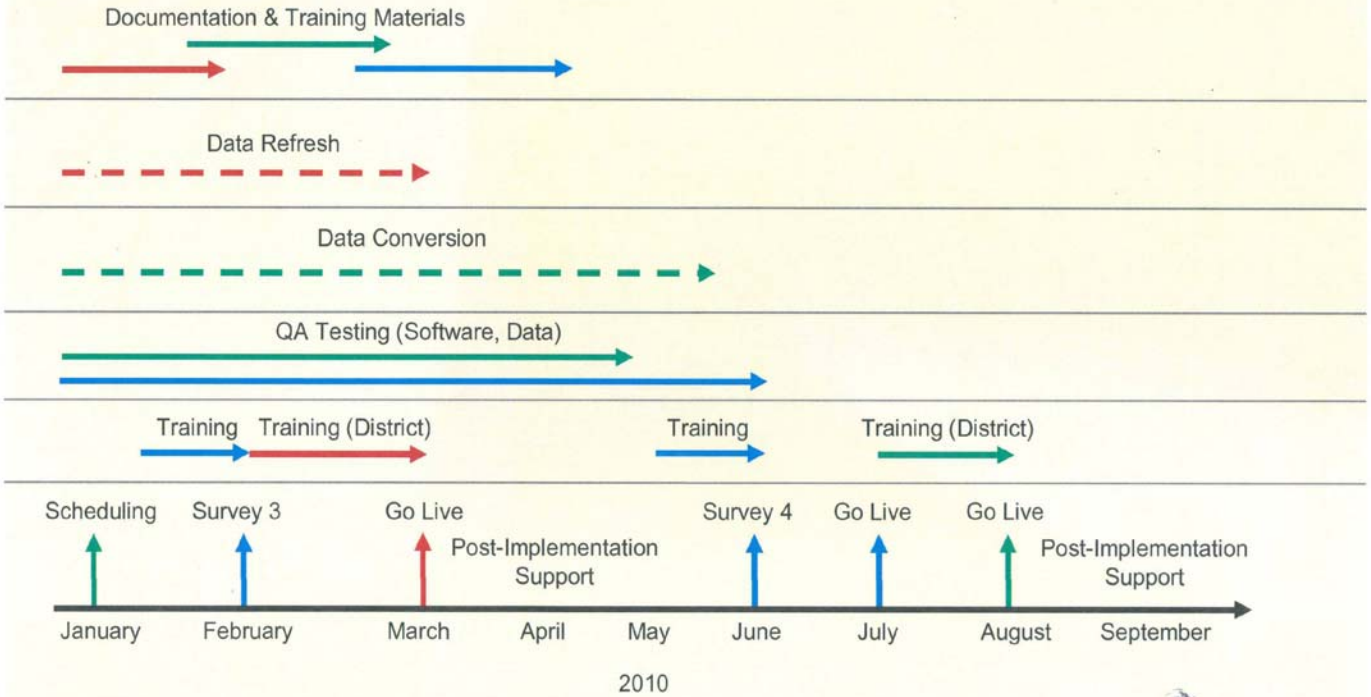 Documentation & Training Materials
Data Refresh
Data Conversion
QA Testing (Software, Data)
Training
Training (District)
Training
Training (District)
Scheduling
Survey 3
Go Live
Post-Implementation
Support
Survey 4
Go Live
Go Live
Post-Implementation
Support
January
February
March
April
May
June
July
August
September
2010